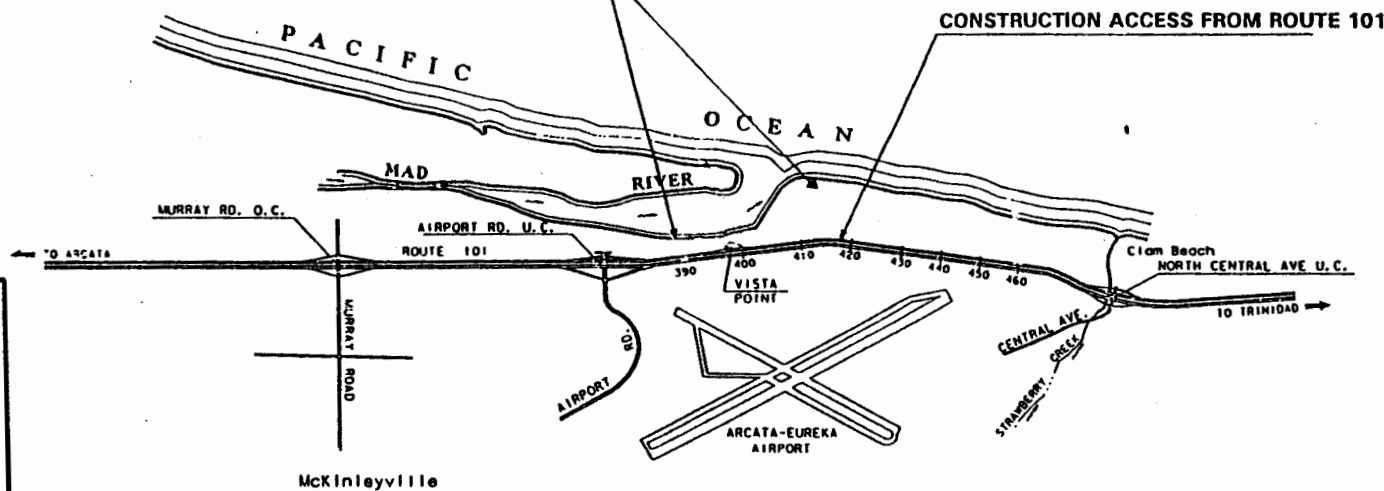 CONSTRUCTION ACCESS FROM ROUTE 101
PACIFIC
OCEAN
MAD
RIVER
MURRAY RD. O.C.
AIRPORT RD. U.C.
TO ARCATA
ROUTE 101
390
400
410
420
430
440
450
460
VISTA
POINT
Clam Beach
NORTH CENTRAL AVE U.C.
TO TRINIDAD
CENTRAL AVE.
STRAWBERRY CREEK
MURRAY ROAD
AIRPORT RD.
ARCATA-EUREKA
AIRPORT
McKinleyville